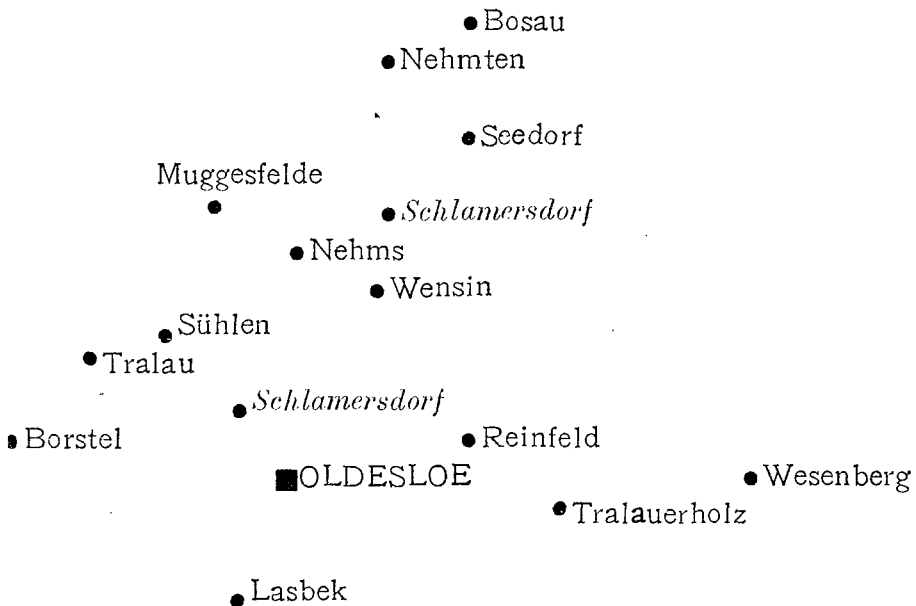 Bosau
Nehmten
Seedorf
Muggesfelde
Schlamersdorf
Nehms
Wensin
Sühlen
Tralau
Schlamersdorf
Borstel
Reinfeld
OLDESLOE
Wesenberg
Tralauerholz
Lasbek